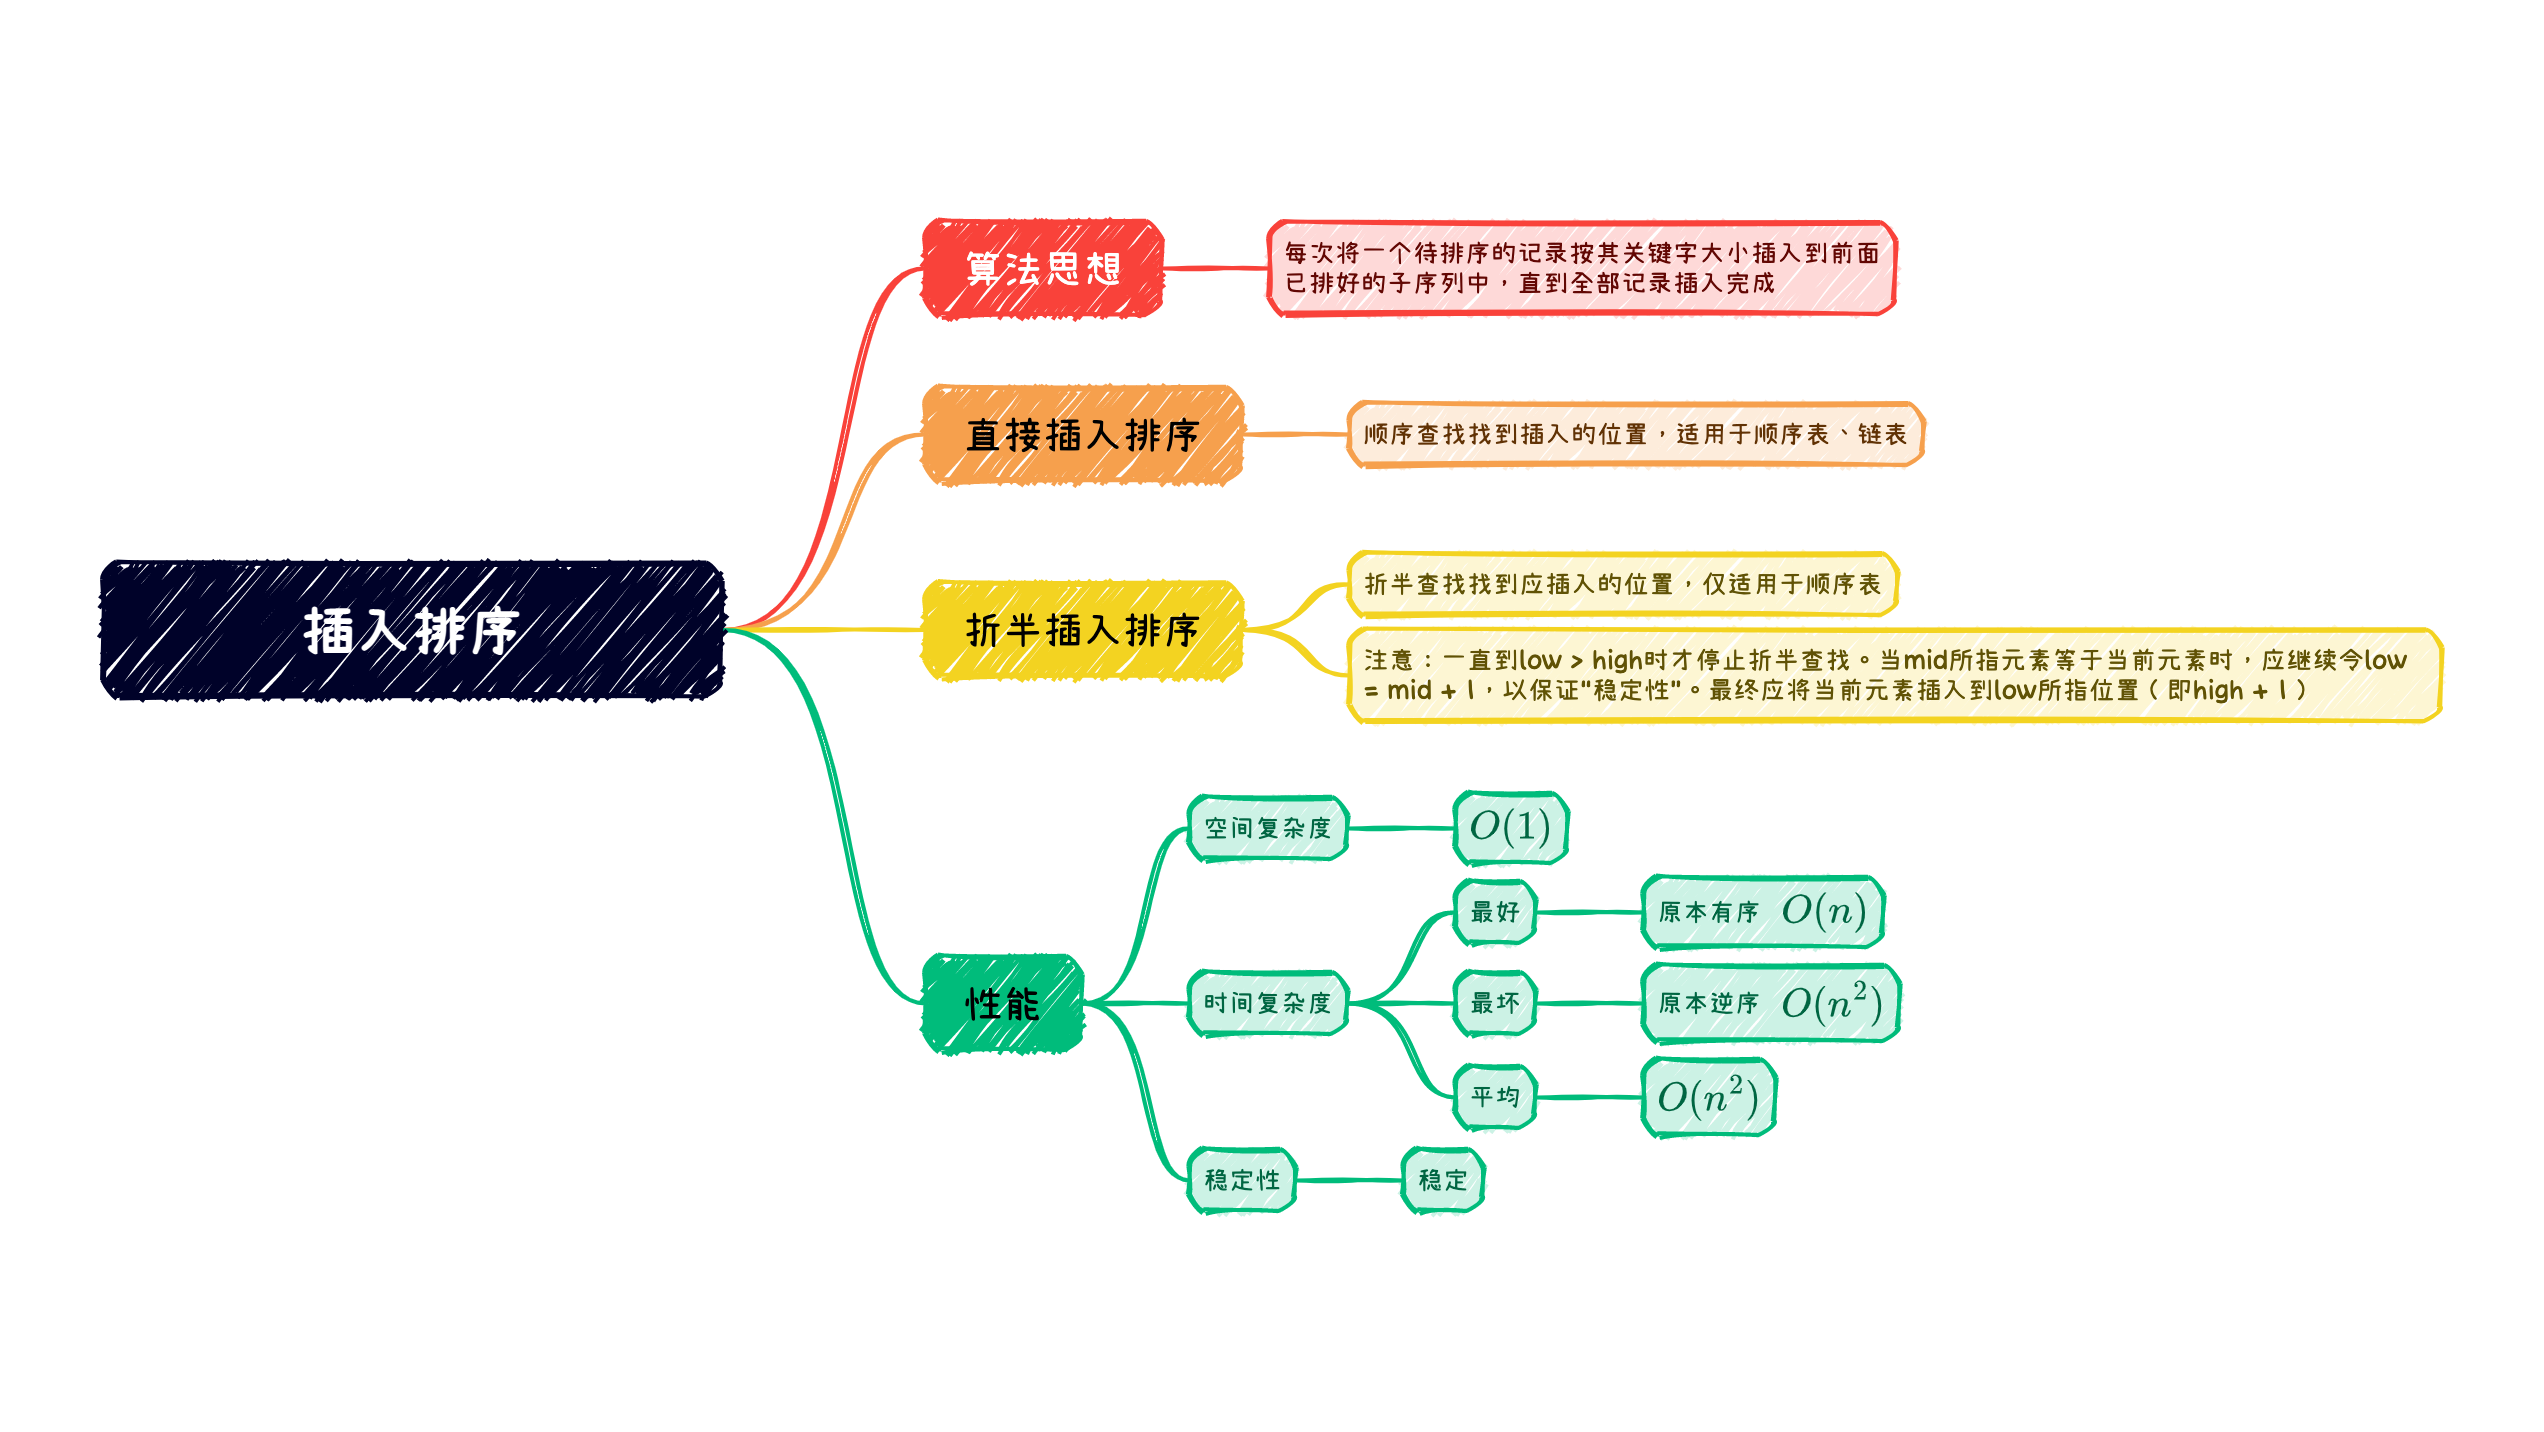 插入排序
算法思想
每次将一个待排序的记录按其关键字大小插入到前面
已排好的子序列中，直到全部记录插入完成
直接插入排序
顺序查找找到插入的位置，适用于顺序表、链表
折半插入排序
折半查找找到应插入的位置，仅适用于顺序表
注意：一直到low > high时才停止折半查找。当mid所指元素等于当前元素时，应继续令low
= mid + 1，以保证"稳定性"。最终应将当前元素插入到low所指位置（即high + 1）
性能
空间复杂度
O(1)
时间复杂度
最好
原本有序 O(n)
最坏
原本逆序 O(n²)
平均
O(n²)
稳定性
稳定